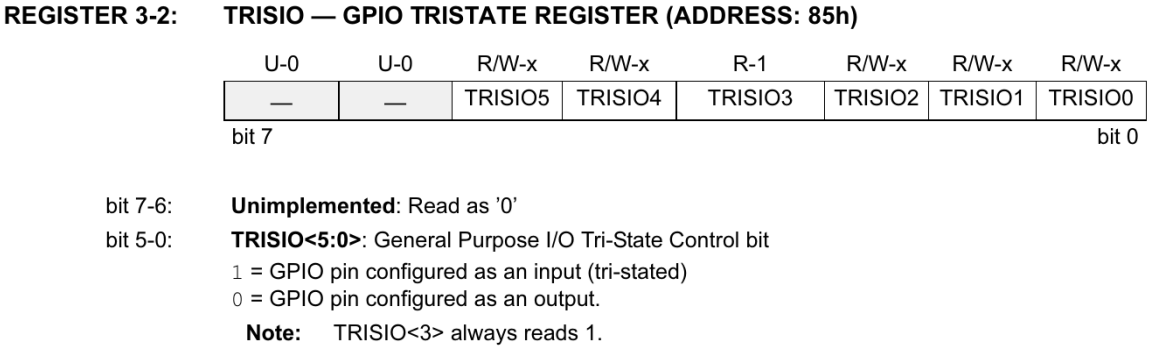 REGISTER 3-2: TRISIO — GPIO TRISTATE REGISTER (ADDRESS: 85h)
U-0 U-0 R/W-x R/W-x R-1 R/W-x R/W-x R/W-x
— — TRISIO5 TRISIO4 TRISIO3 TRISIO2 TRISIO1 TRISIO0
bit 7 bit 0
bit 7-6: Unimplemented: Read as ’0’
bit 5-0: TRISIO<5:0>: General Purpose I/O Tri-State Control bit
1 = GPIO pin configured as an input (tri-stated)
0 = GPIO pin configured as an output.
Note: TRISIO<3> always reads 1.